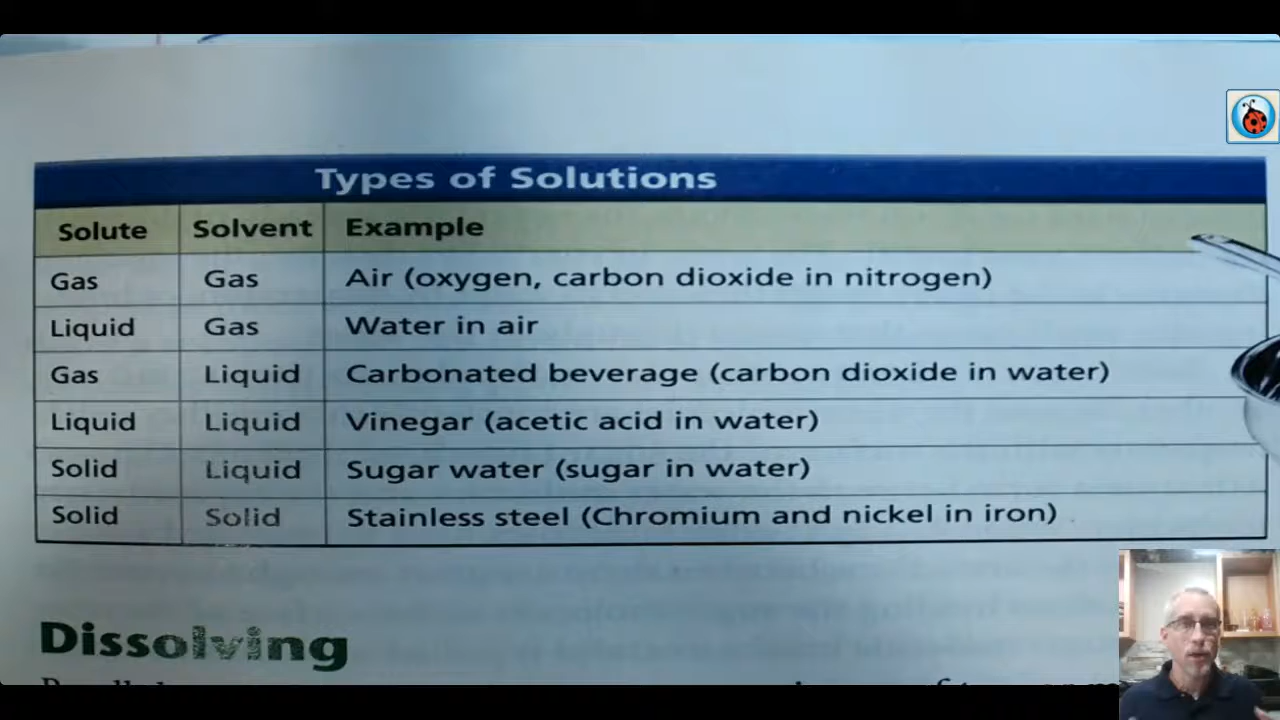 Types of Solutions
Solute Solvent Example
Gas Gas Air (oxygen, carbon dioxide in nitrogen)
Liquid Gas Water in air
Gas Liquid Carbonated beverage (carbon dioxide in water)
Liquid Liquid Vinegar (acetic acid in water)
Solid Liquid Sugar water (sugar in water)
Solid Solid Stainless steel (Chromium and nickel in iron)
Dissolving